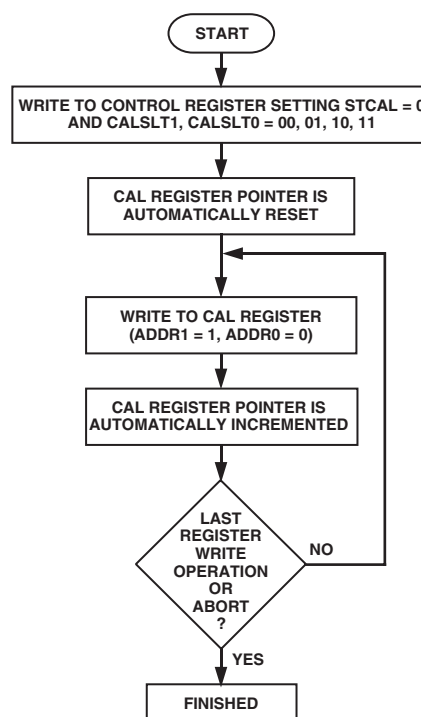 START
WRITE TO CONTROL REGISTER SETTING STCAL = 0
AND CALSLT1, CALSLT0 = 00, 01, 10, 11
CAL REGISTER POINTER IS
AUTOMATICALLY RESET
WRITE TO CAL REGISTER
(ADDR1 = 1, ADDR0 = 0)
CAL REGISTER POINTER IS
AUTOMATICALLY INCREMENTED
LAST
REGISTER
WRITE
OPERATION
OR
ABORT
?
NO
YES
FINISHED